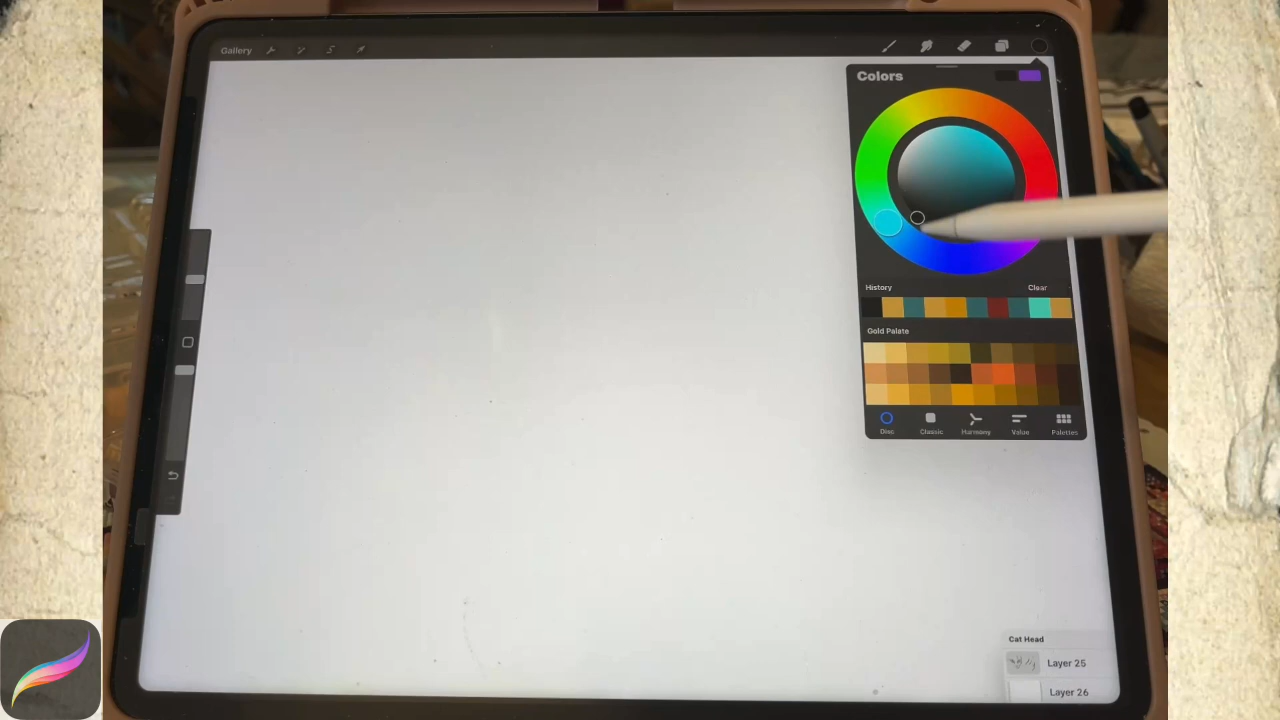 Gallery
Colors
History
Clear
Gold Palate
Disc
Classic
Harmony
Value
Palettes
Cat Head
Layer 25
Layer 26